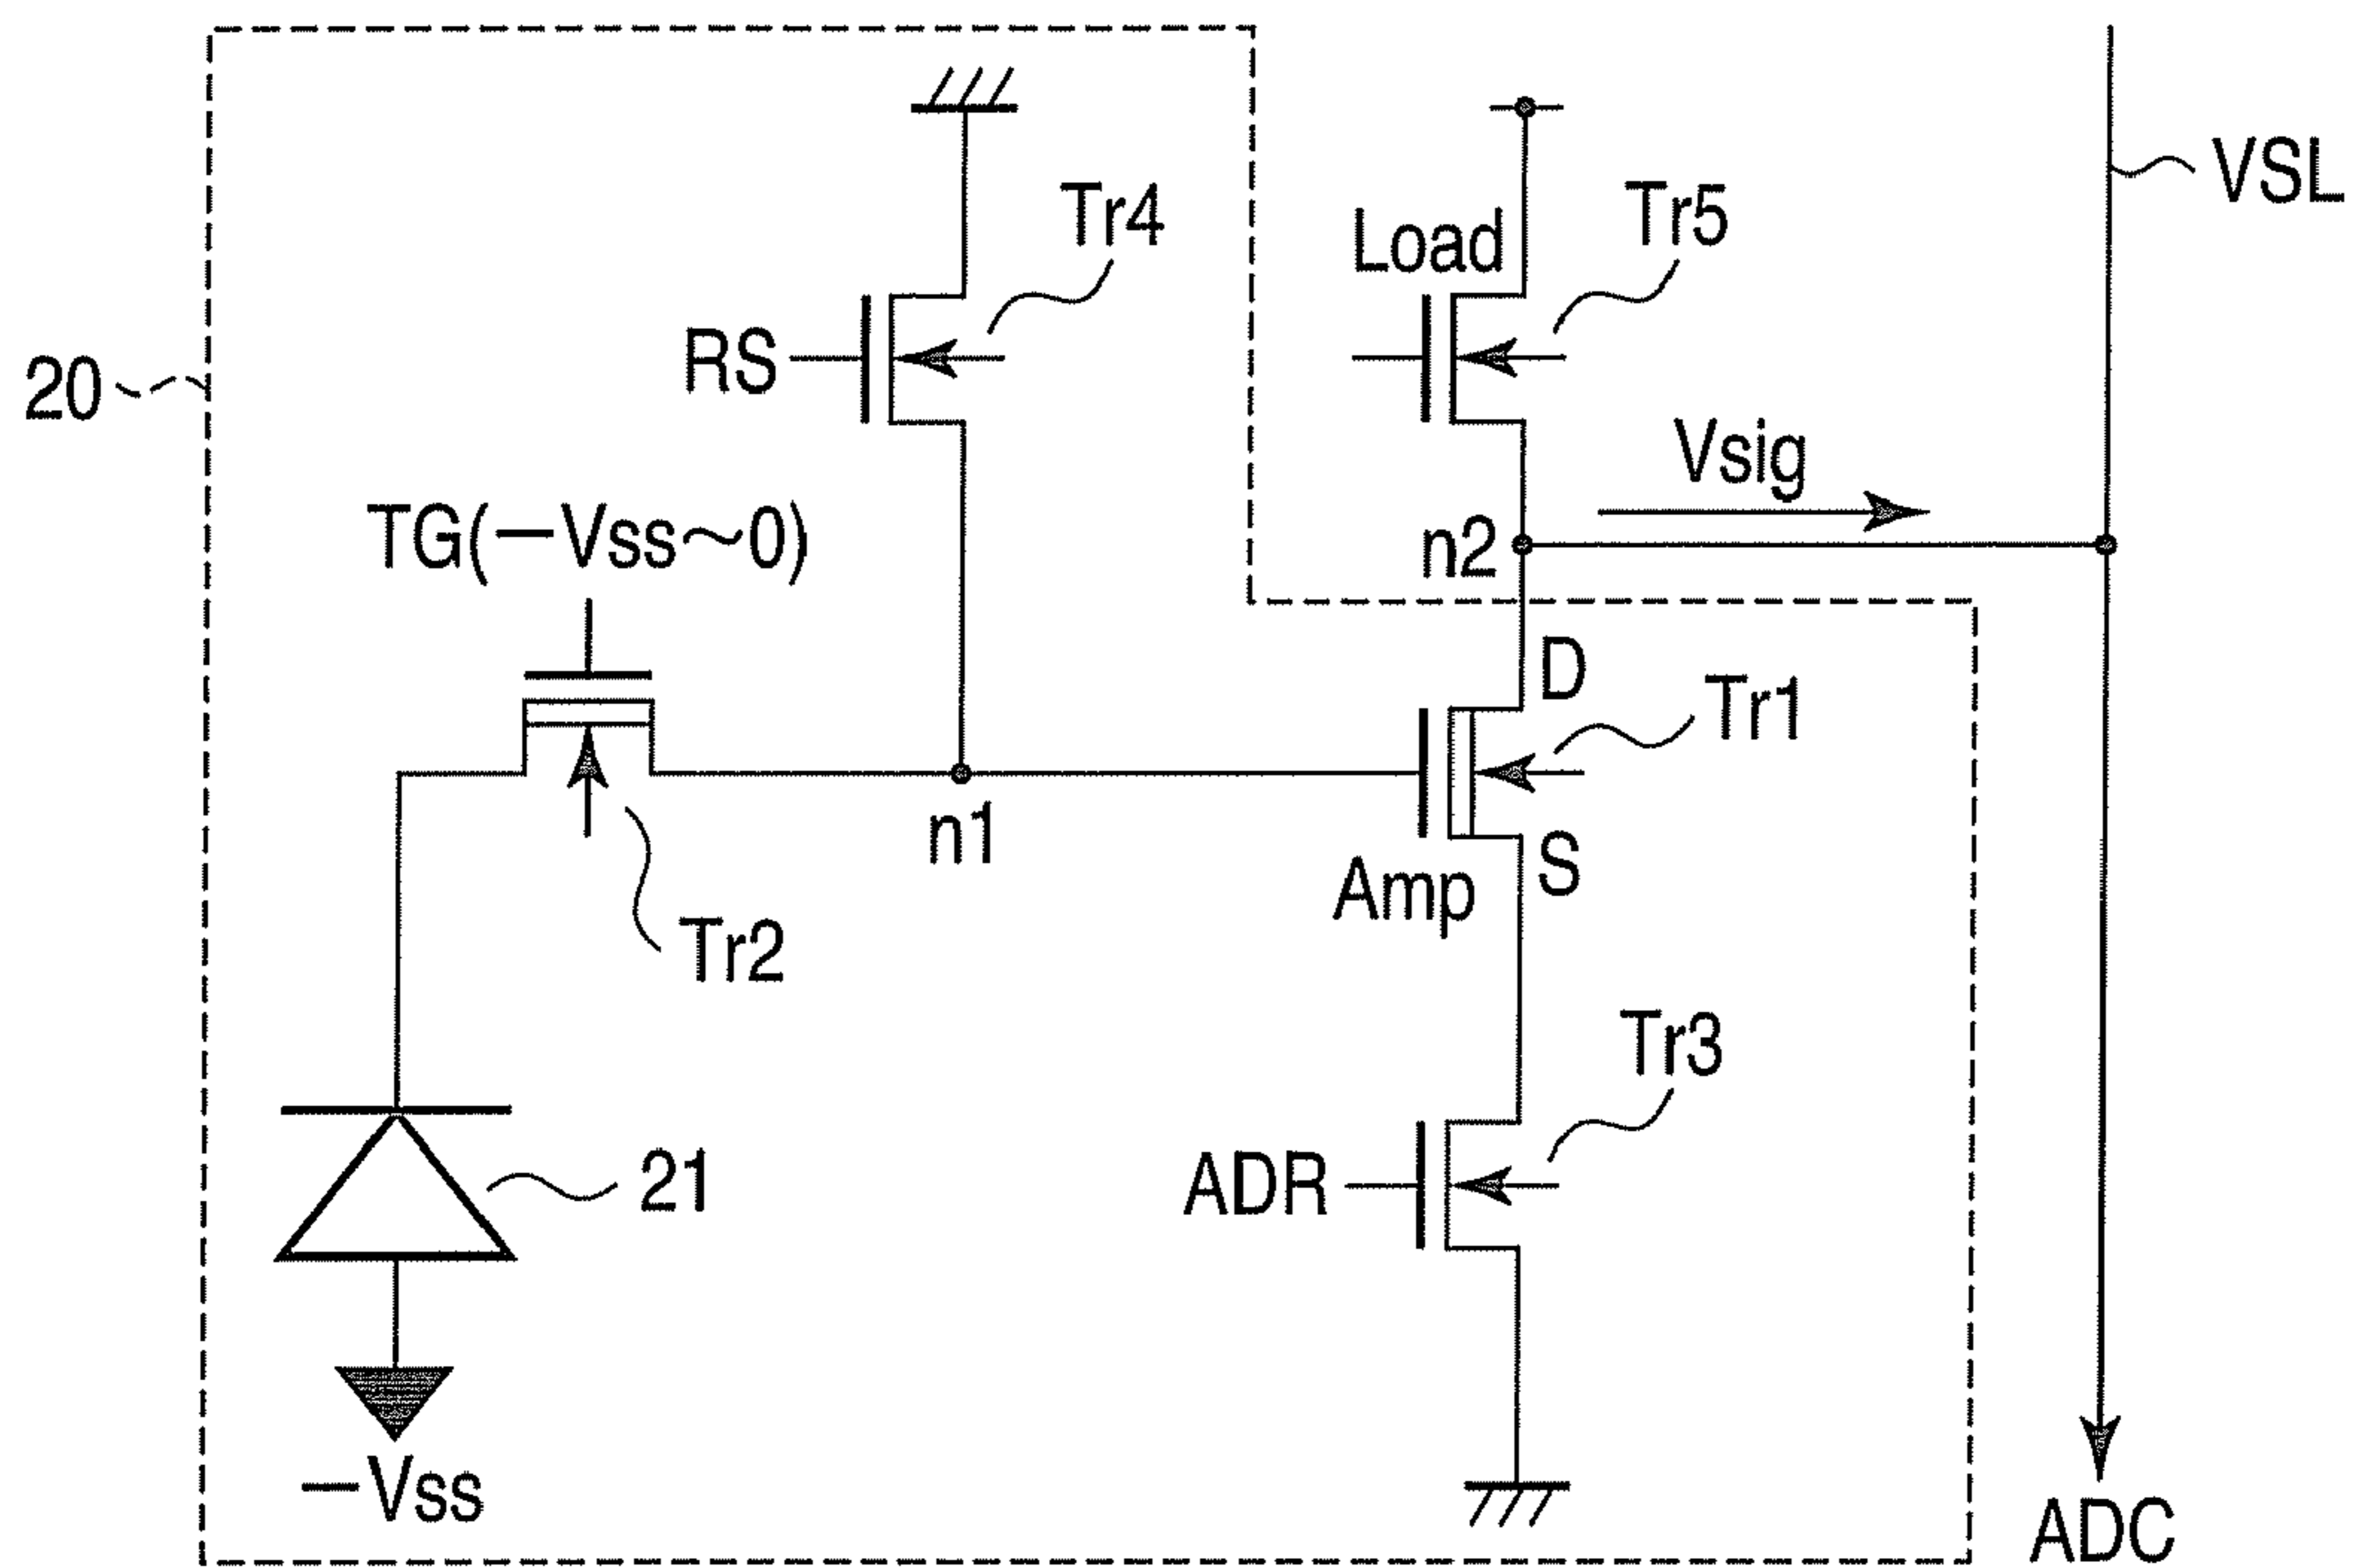 Tr4
Tr5
VSL
Load
RS
20
Vsig
TG(—Vss～0)
n2
D
Tr1
n1
S
Amp
Tr2
Tr3
21
ADR
—Vss
ADC